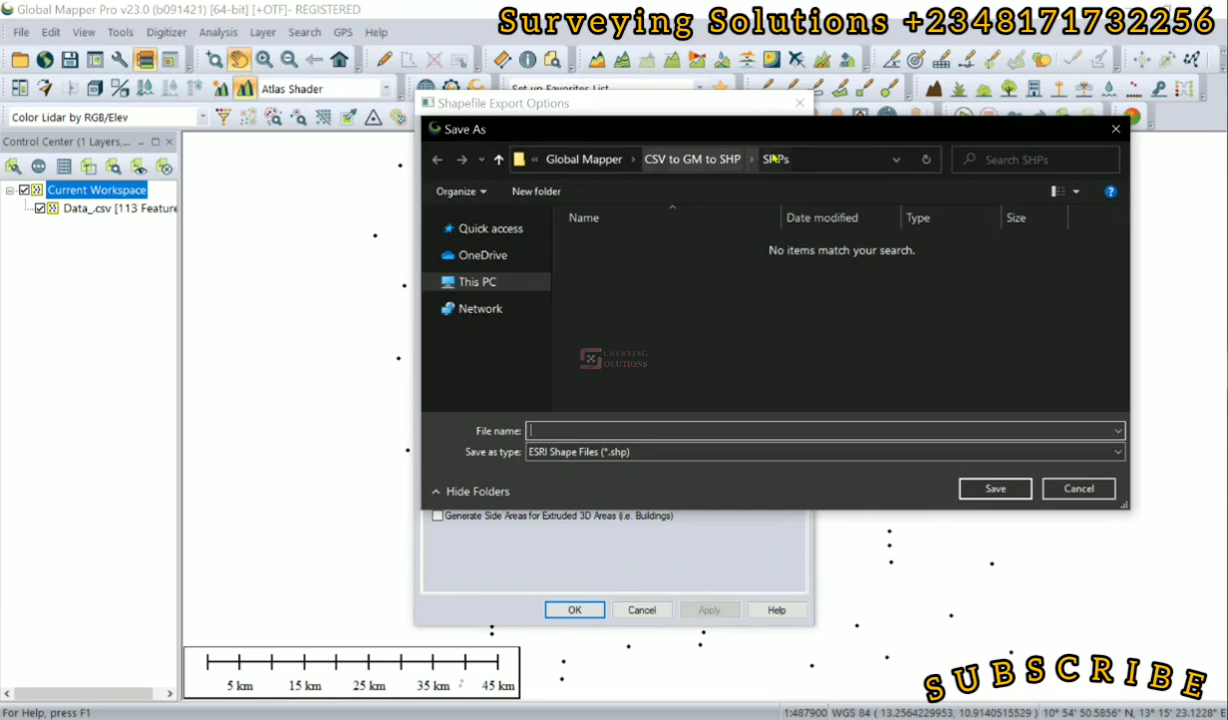 Global Mapper Pro v23.0 (b091421) [64-bit] [+OTF]- REGISTERED
Surveying Solutions +2348171732256
File Edit View Tools Digitizer Analysis Layer Search GPS Help
Atlas Shader
Set up Favorites List...
Color Lidar by RGB/Elev
Shapefile Export Options
Save As
Control Center (1 Layers,...
« Global Mapper › CSV to GM to SHP › SHPs
Search SHPs
Current Workspace
Organize
New folder
Data_.csv [113 Feature
Name
Date modified
Type
Size
Quick access
No items match your search.
OneDrive
This PC
Network
SURVEYING
SOLUTIONS
File name:
Save as type: ESRI Shape Files (*.shp)
Hide Folders
Save
Cancel
Generate Side Areas for Extruded 3D Areas (i.e. Buildings)
OK
Cancel
Apply
Help
5 km 15 km 25 km 35 km 45 km
SUBSCRIBE
For Help, press F1
1:487900 WGS 84 ( 13.2564229953, 10.9140515529 ) 10° 54' 50.5856" N, 13° 15' 23.1228" E